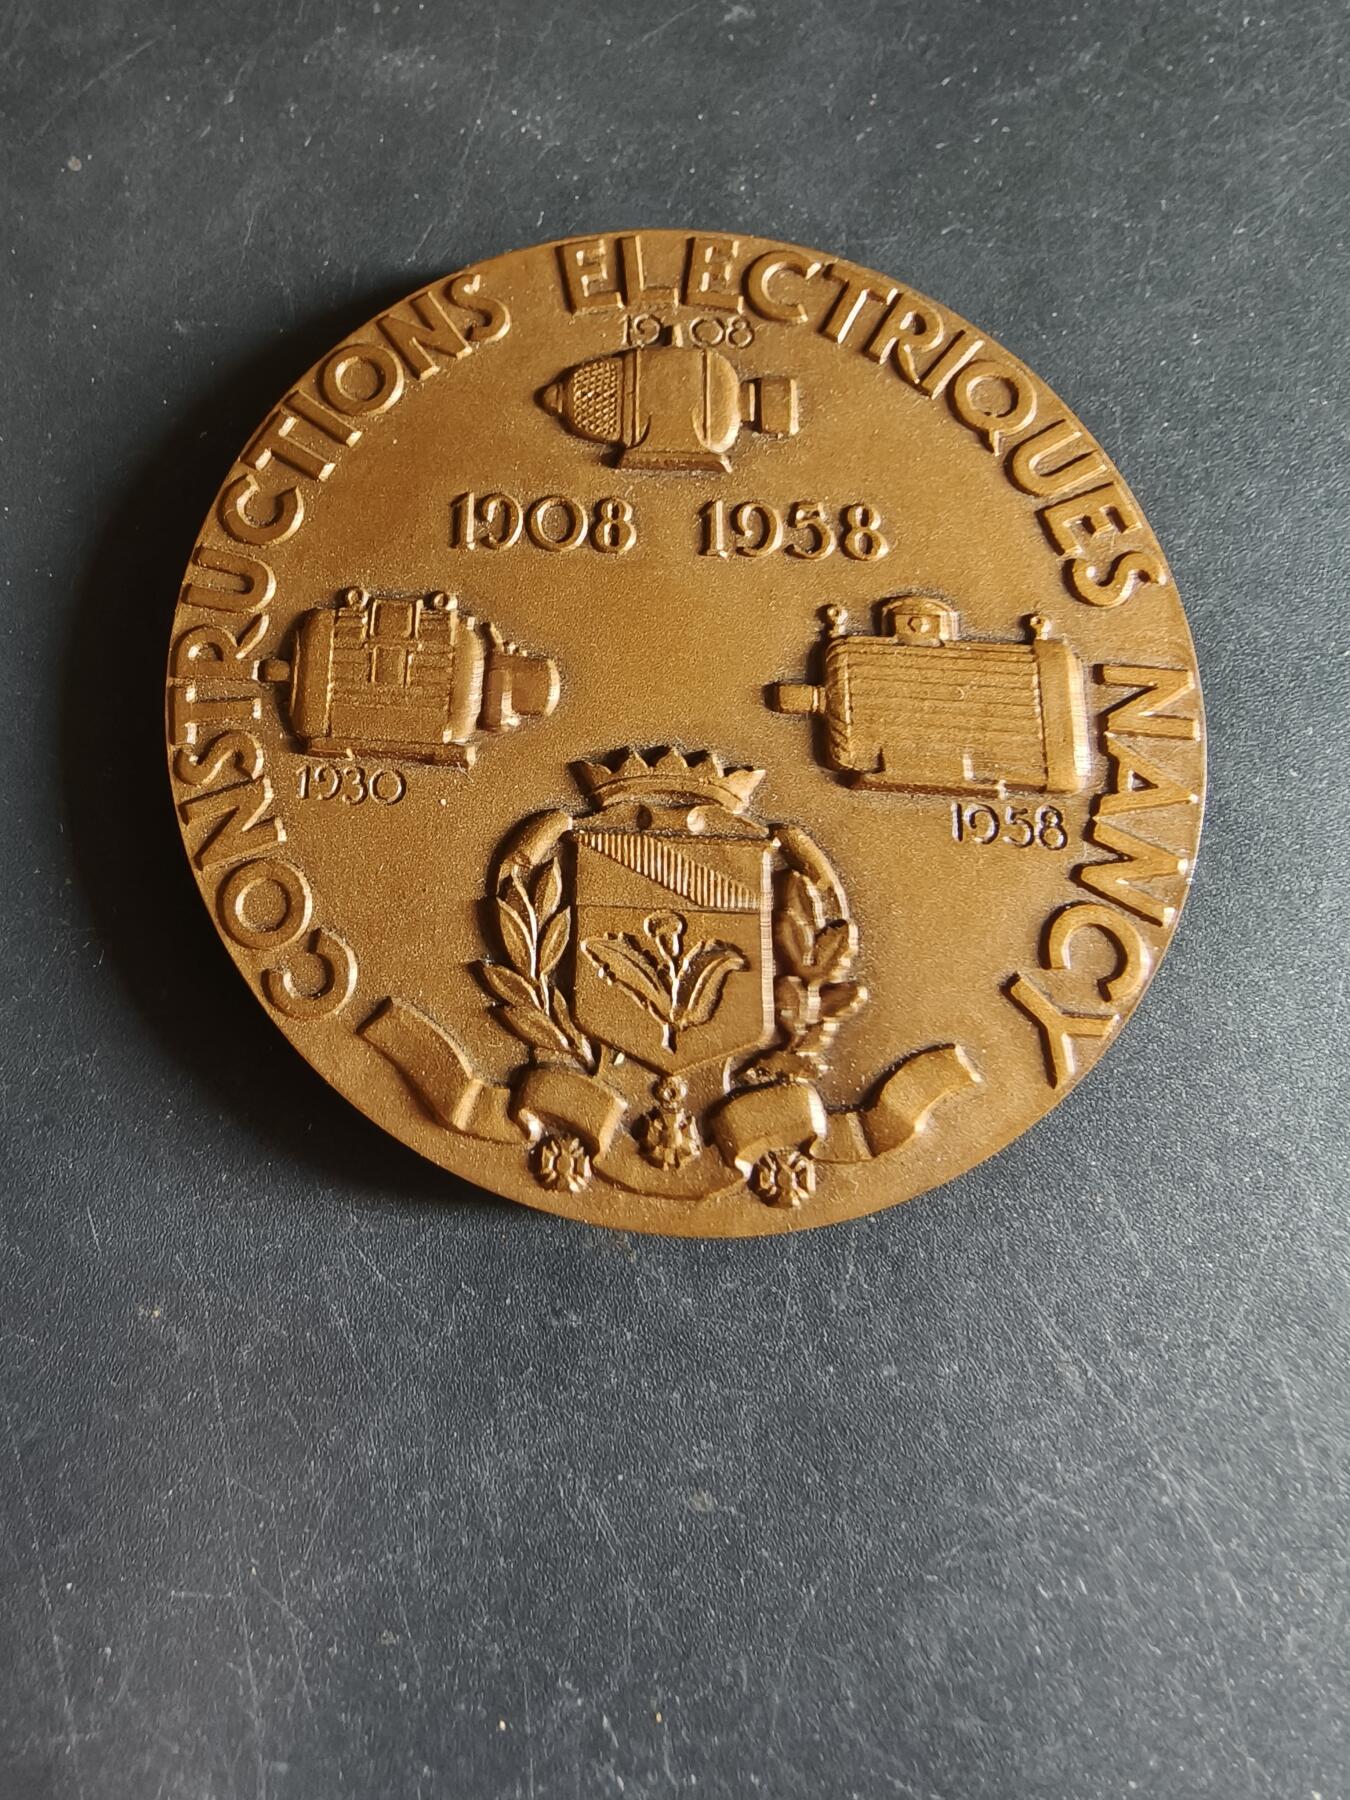 CONSTRUCTIONS ELECTRIQUES NANCY
1908
1908 1958
1930
1958